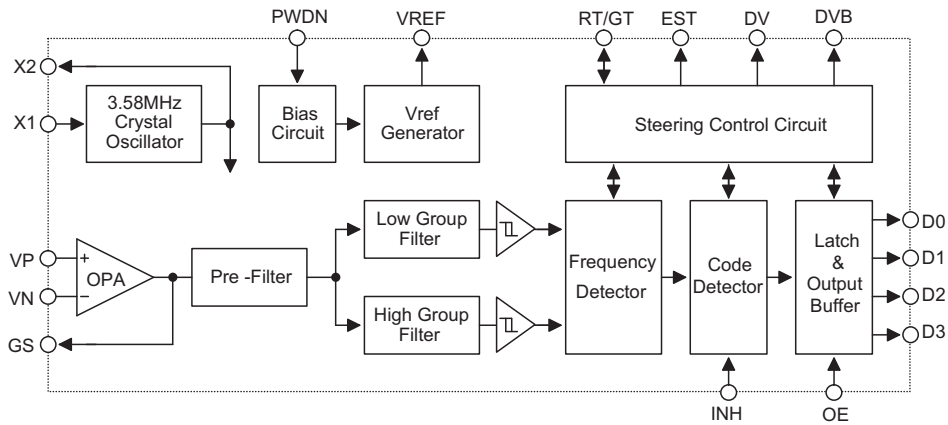 PWDN
VREF
RT/GT
EST
DV
DVB
X2
X1
3.58MHz
Crystal
Oscillator
Bias
Circuit
Vref
Generator
Steering Control Circuit
VP
VN
GS
+
−
OPA
Pre -Filter
Low Group
Filter
High Group
Filter
Frequency
Detector
Code
Detector
Latch
&
Output
Buffer
D0
D1
D2
D3
INH
OE